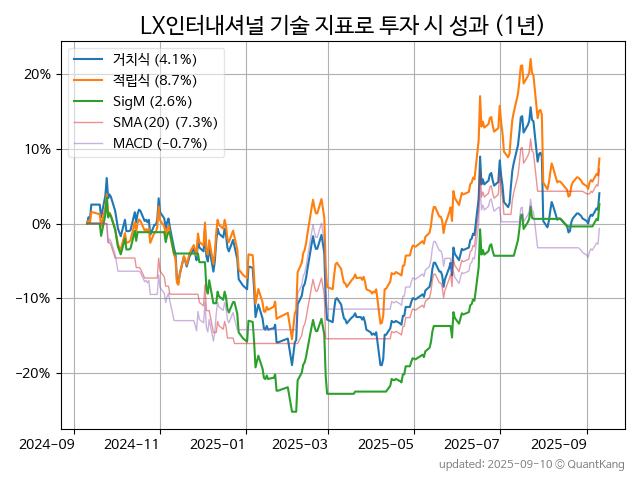 LX인터내셔널 기술 지표로 투자 시 성과 (1년)
거치식 (4.1%)
적립식 (8.7%)
SigM (2.6%)
SMA(20) (7.3%)
MACD (−0.7%)
20%
10%
0%
−10%
−20%
2024-09 2024-11 2025-01 2025-03 2025-05 2025-07 2025-09
updated: 2025-09-10 © QuantKang